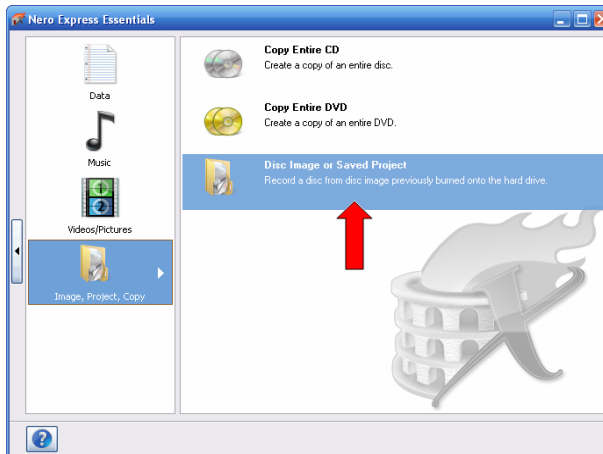 Nero Express Essentials
Data
Music
1
2
Videos/Pictures
Image, Project, Copy
Copy Entire CD
Create a copy of an entire disc.
Copy Entire DVD
Create a copy of an entire DVD.
Disc Image or Saved Project
Record a disc from disc image previously burned onto the hard drive.
?